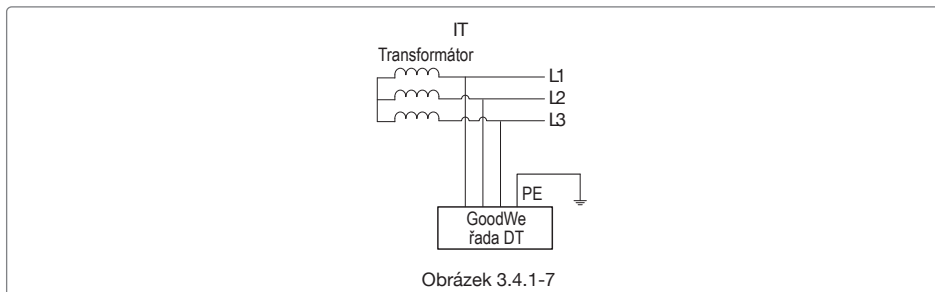 IT
Transformátor
L1
L2
L3
PE
GoodWe
řada DT
Obrázek 3.4.1-7